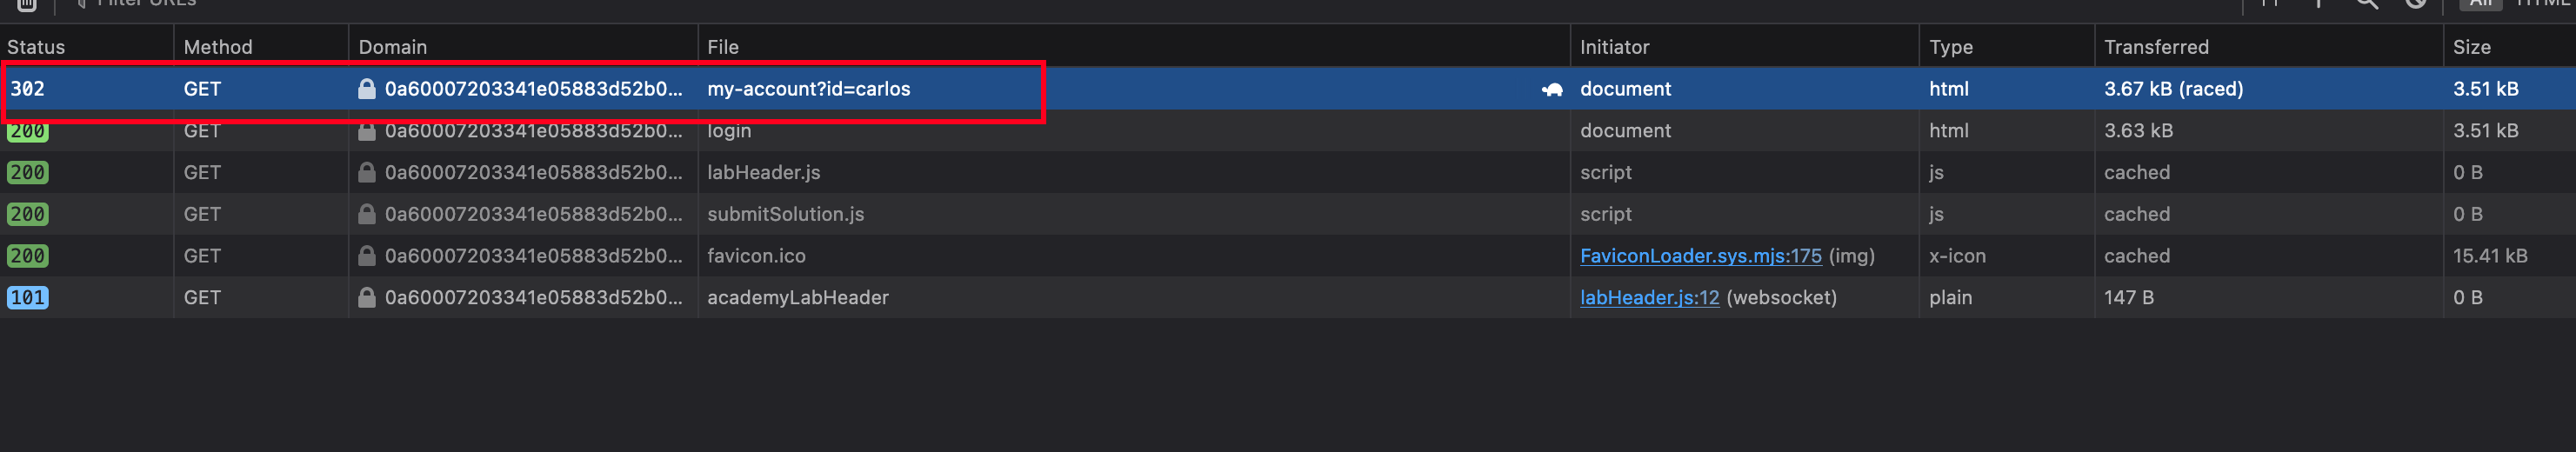 Filter URLs All HTML
Status Method Domain File Initiator Type Transferred Size
302 GET 0a60007203341e05883d52b0... my-account?id=carlos document html 3.67 kB (raced) 3.51 kB
200 GET 0a60007203341e05883d52b0... login document html 3.63 kB 3.51 kB
200 GET 0a60007203341e05883d52b0... labHeader.js script js cached 0 B
200 GET 0a60007203341e05883d52b0... submitSolution.js script js cached 0 B
200 GET 0a60007203341e05883d52b0... favicon.ico FaviconLoader.sys.mjs:175 (img) x-icon cached 15.41 kB
101 GET 0a60007203341e05883d52b0... academyLabHeader labHeader.js:12 (websocket) plain 147 B 0 B